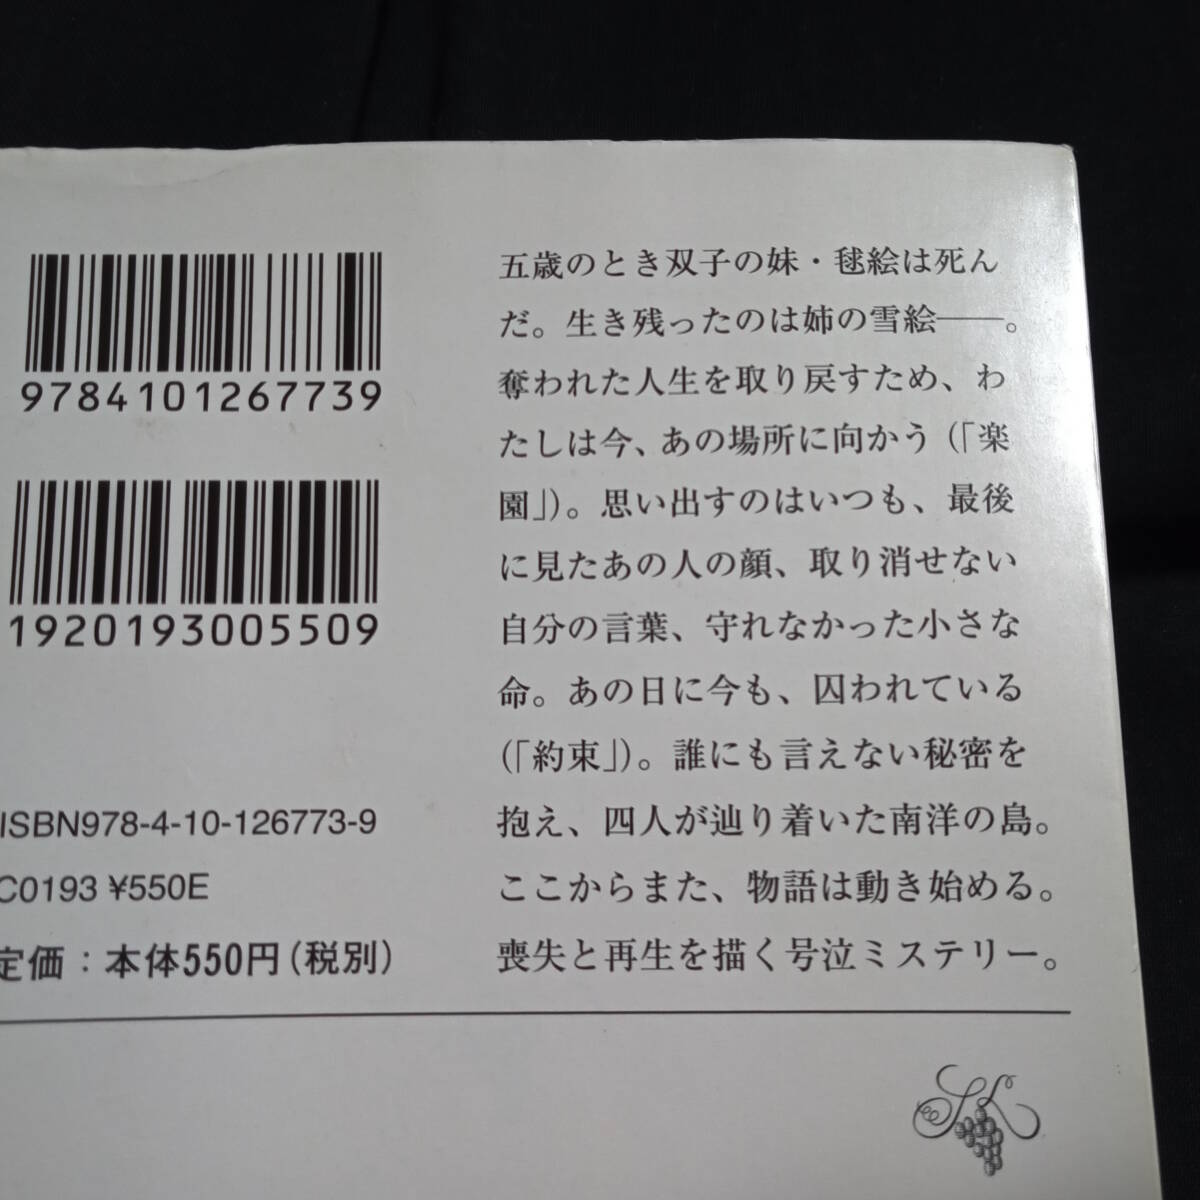 9784101267739
1920193005509
ISBN978-4-10-126773-9
C0193 ¥550E
定価：本体550円（税別）
五歳のとき双子の妹・毬絵は死ん
だ。生き残ったのは姉の雪絵――。
奪われた人生を取り戻すため、わ
たしは今、あの場所に向かう（「楽
園」）。思い出すのはいつも、最後
に見たあの人の顔、取り消せない
自分の言葉、守れなかった小さな
命。あの日に今も、囚われている
（「約束」）。誰にも言えない秘密を
抱え、四人が辿り着いた南洋の島。
ここからまた、物語は動き始める。
喪失と再生を描く号泣ミステリー。